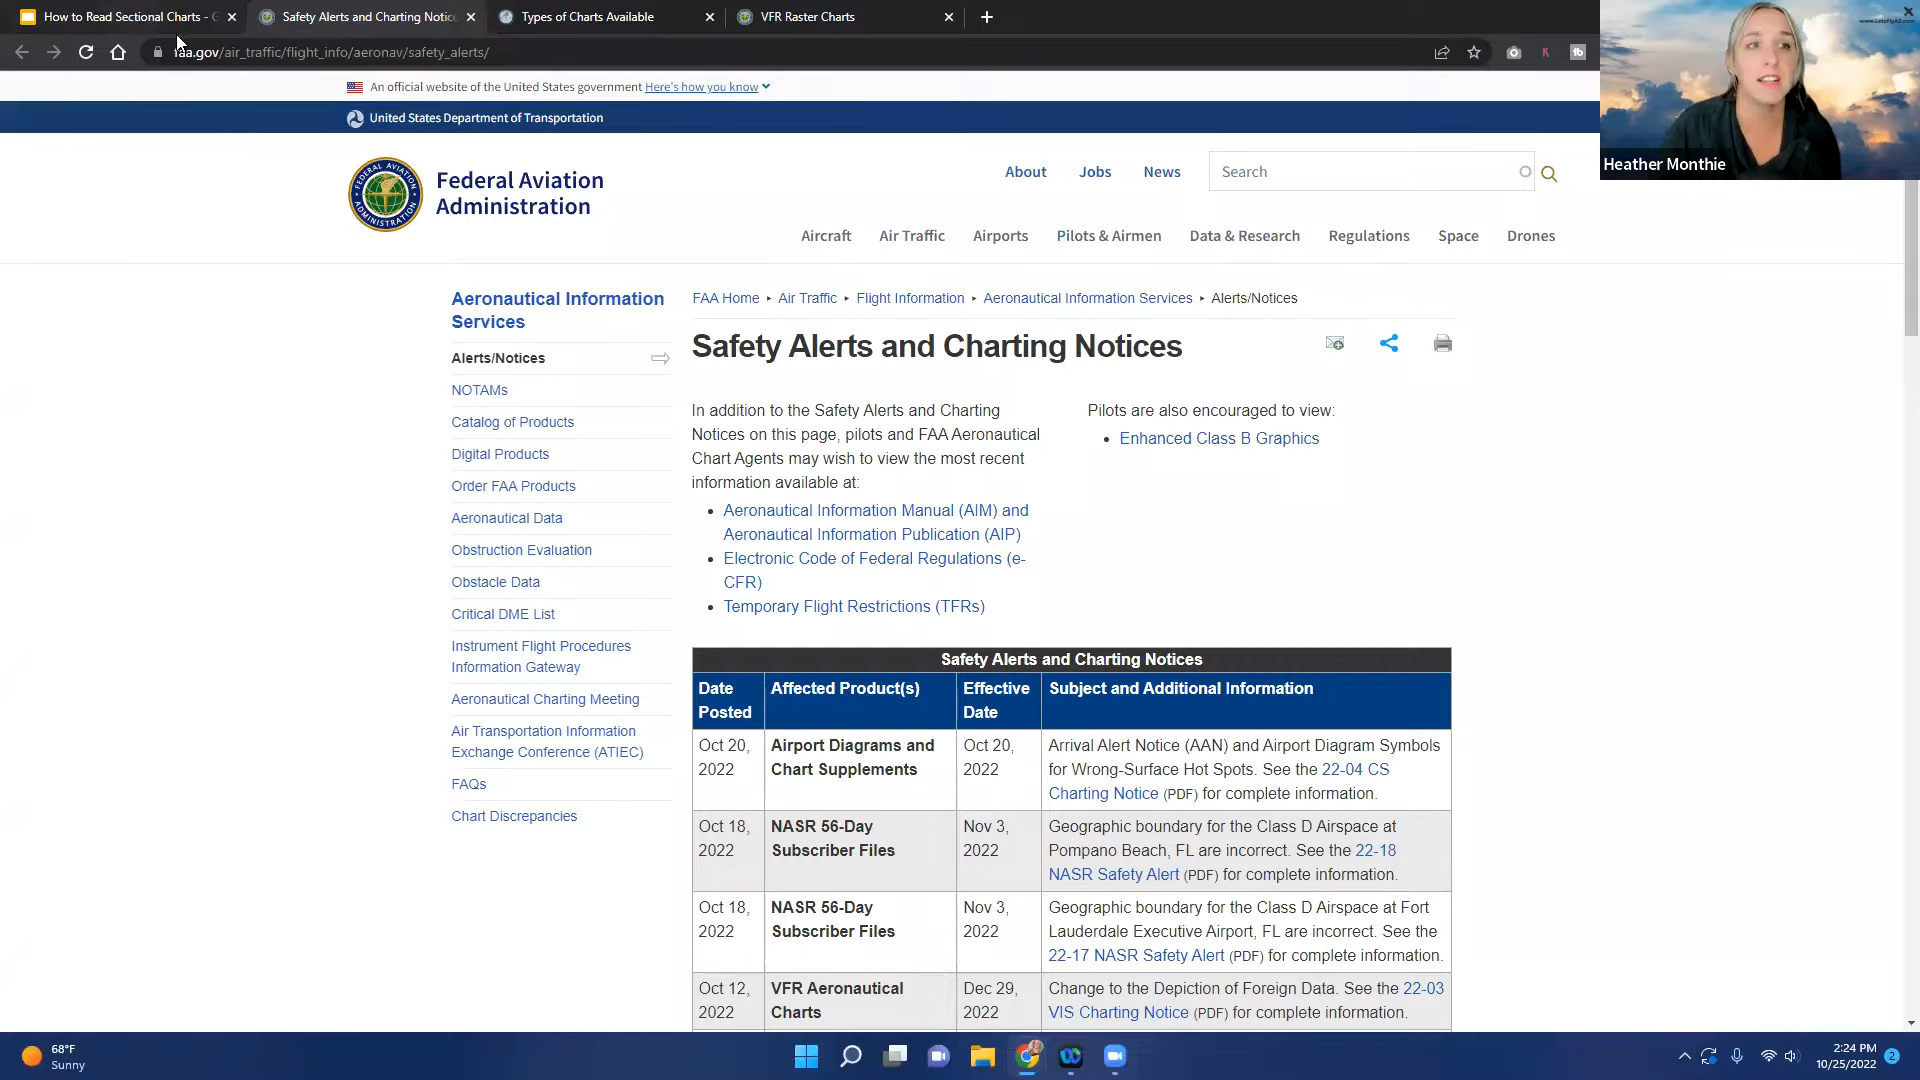 How to Read Sectional Charts - G
Safety Alerts and Charting Notic
Types of Charts Available
VFR Raster Charts
faa.gov/air_traffic/flight_info/aeronav/safety_alerts/
An official website of the United States government Here's how you know
United States Department of Transportation
Federal Aviation
Administration
About
Jobs
News
Search
Aircraft
Air Traffic
Airports
Pilots & Airmen
Data & Research
Regulations
Space
Drones
Heather Monthie
Aeronautical Information
Services
Alerts/Notices
NOTAMs
Catalog of Products
Digital Products
Order FAA Products
Aeronautical Data
Obstruction Evaluation
Obstacle Data
Critical DME List
Instrument Flight Procedures
Information Gateway
Aeronautical Charting Meeting
Air Transportation Information
Exchange Conference (ATIEC)
FAQs
Chart Discrepancies
FAA Home ▸ Air Traffic ▸ Flight Information ▸ Aeronautical Information Services ▸ Alerts/Notices
Safety Alerts and Charting Notices
In addition to the Safety Alerts and Charting
Notices on this page, pilots and FAA Aeronautical
Chart Agents may wish to view the most recent
information available at:
• Aeronautical Information Manual (AIM) and
Aeronautical Information Publication (AIP)
• Electronic Code of Federal Regulations (e-
CFR)
• Temporary Flight Restrictions (TFRs)
Pilots are also encouraged to view:
• Enhanced Class B Graphics
Safety Alerts and Charting Notices
Date
Posted
Affected Product(s)
Effective
Date
Subject and Additional Information
Oct 20,
2022
Airport Diagrams and
Chart Supplements
Oct 20,
2022
Arrival Alert Notice (AAN) and Airport Diagram Symbols
for Wrong-Surface Hot Spots. See the 22-04 CS
Charting Notice (PDF) for complete information.
Oct 18,
2022
NASR 56-Day
Subscriber Files
Nov 3,
2022
Geographic boundary for the Class D Airspace at
Pompano Beach, FL are incorrect. See the 22-18
NASR Safety Alert (PDF) for complete information.
Oct 18,
2022
NASR 56-Day
Subscriber Files
Nov 3,
2022
Geographic boundary for the Class D Airspace at Fort
Lauderdale Executive Airport, FL are incorrect. See the
22-17 NASR Safety Alert (PDF) for complete information.
Oct 12,
2022
VFR Aeronautical
Charts
Dec 29,
2022
Change to the Depiction of Foreign Data. See the 22-03
VIS Charting Notice (PDF) for complete information.
68°F
Sunny
2:24 PM
10/25/2022
2